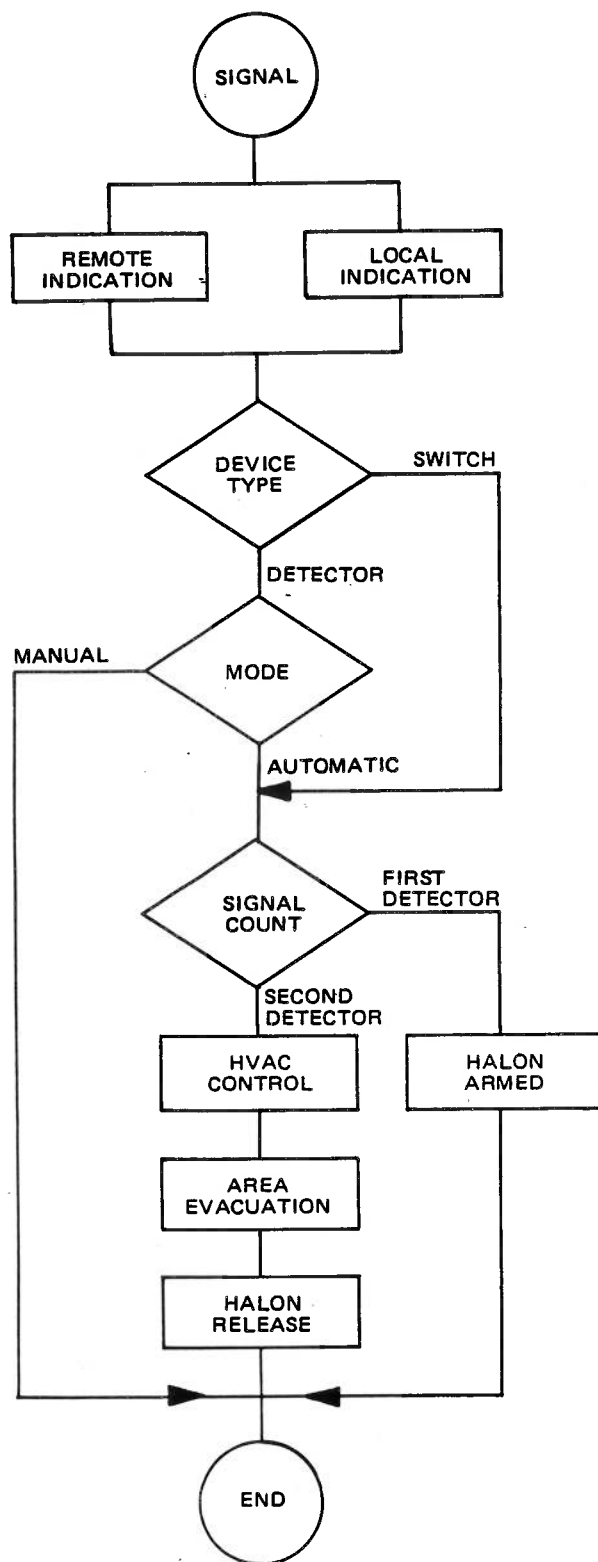 SIGNAL
REMOTE
INDICATION
LOCAL
INDICATION
DEVICE
TYPE
SWITCH
DETECTOR
MANUAL
MODE
AUTOMATIC
SIGNAL
COUNT
FIRST
DETECTOR
SECOND
DETECTOR
HVAC
CONTROL
HALON
ARMED
AREA
EVACUATION
HALON
RELEASE
END